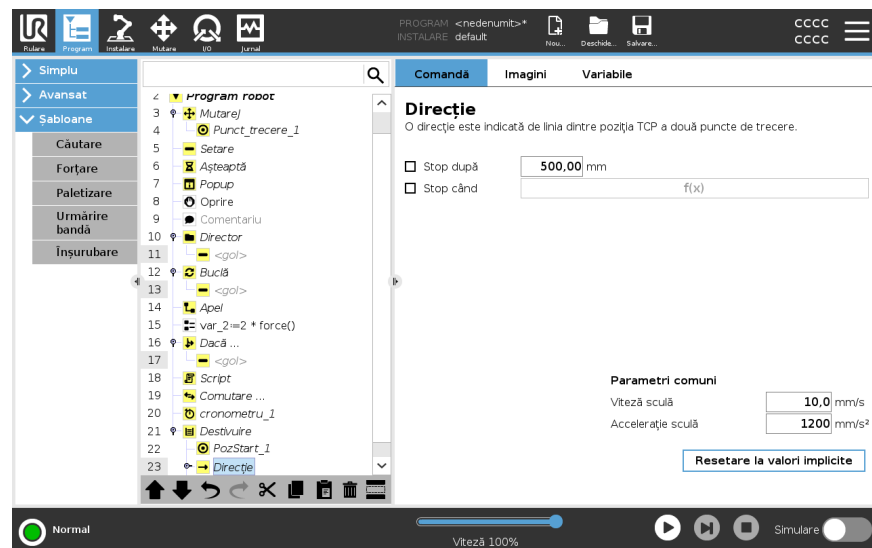 PROGRAM <nedenumit>*
INSTALARE default
CCCC
CCCC
Rulare
Program
Instalare
Mutare
I/O
Jurnal
Nou...
Deschide...
Salvare...
Simplu
Avansat
Șabloane
Căutare
Forțare
Paletizare
Urmărire
bandă
Înșurubare
2 Program robot
3 MutareJ
4 Punct_trecere_1
5 Setare
6 Așteaptă
7 Popup
8 Oprire
9 Comentariu
10 Director
11 <gol>
12 Buclă
13 <gol>
14 Apel
15 var_2:=2 * force()
16 Dacă ...
17 <gol>
18 Script
19 Comutare ...
20 cronometru_1
21 Destivuire
22 PozStart_1
23 Direcție
Comandă
Imagini
Variabile
Direcție
O direcție este indicată de linia dintre poziția TCP a două puncte de trecere.
Stop după 500,00 mm
Stop când f(x)
Parametri comuni
Viteză sculă 10,0 mm/s
Accelerație sculă 1200 mm/s²
Resetare la valori implicite
Normal
Viteză 100%
Simulare